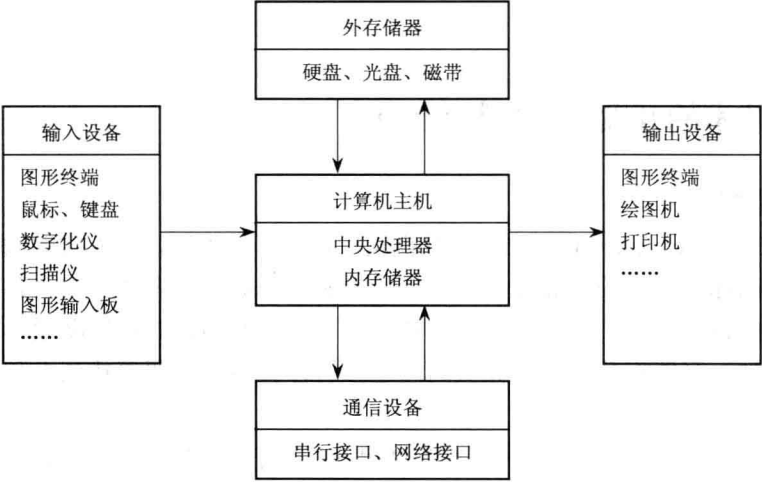 外存储器
硬盘、光盘、磁带
输入设备
图形终端
鼠标、键盘
数字化仪
扫描仪
图形输入板
……
计算机主机
中央处理器
内存储器
输出设备
图形终端
绘图机
打印机
……
通信设备
串行接口、网络接口